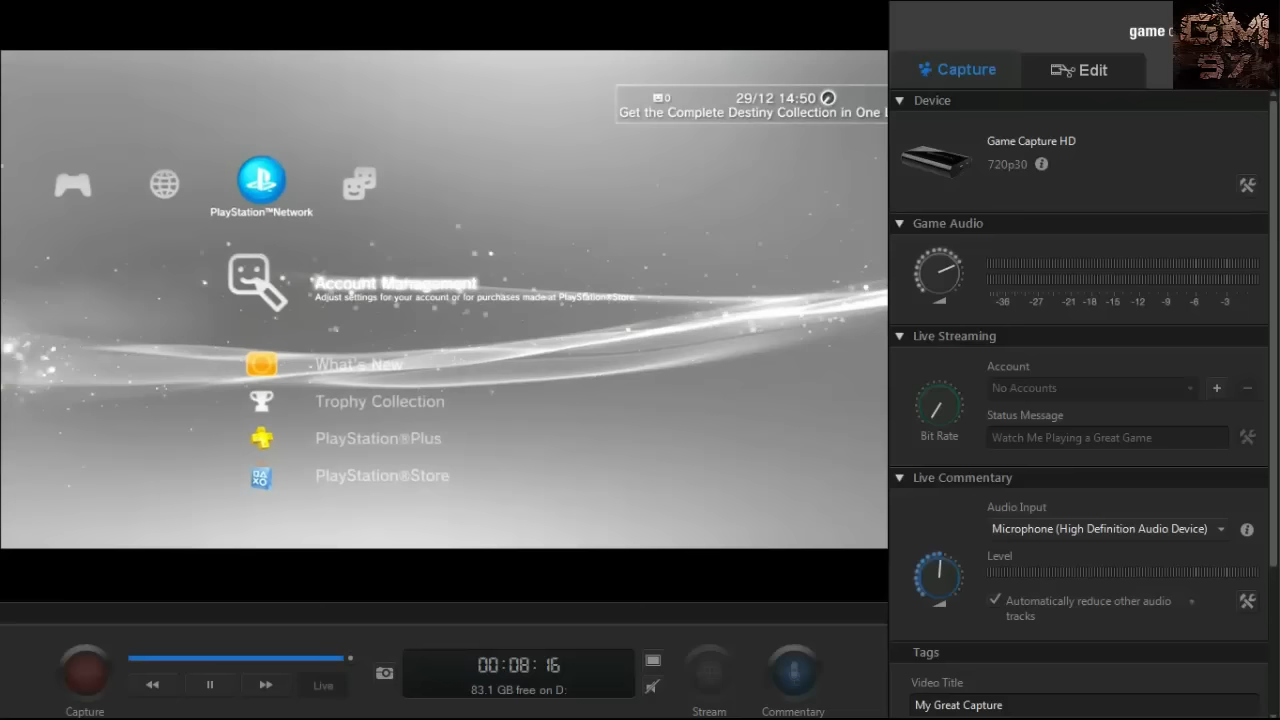 29/12 14:50
Get the Complete Destiny Collection in One
PlayStation™Network
Account Management
Adjust settings for your account or for purchases made at PlayStation®Store.
What's New
Trophy Collection
PlayStation®Plus
PlayStation®Store
game
GM
97
Capture
Edit
Device
Game Capture HD
720p30
Game Audio
-38 -27 -21 -18 -15 -12 -9 -6 -3
Live Streaming
Account
No Accounts
Status Message
Bit Rate
Watch Me Playing a Great Game
Live Commentary
Audio Input
Microphone (High Definition Audio Device)
Level
Automatically reduce other audio
tracks
Tags
Video Title
My Great Capture
00:08:16
83.1 GB free on D:
Live
Capture
Stream
Commentary